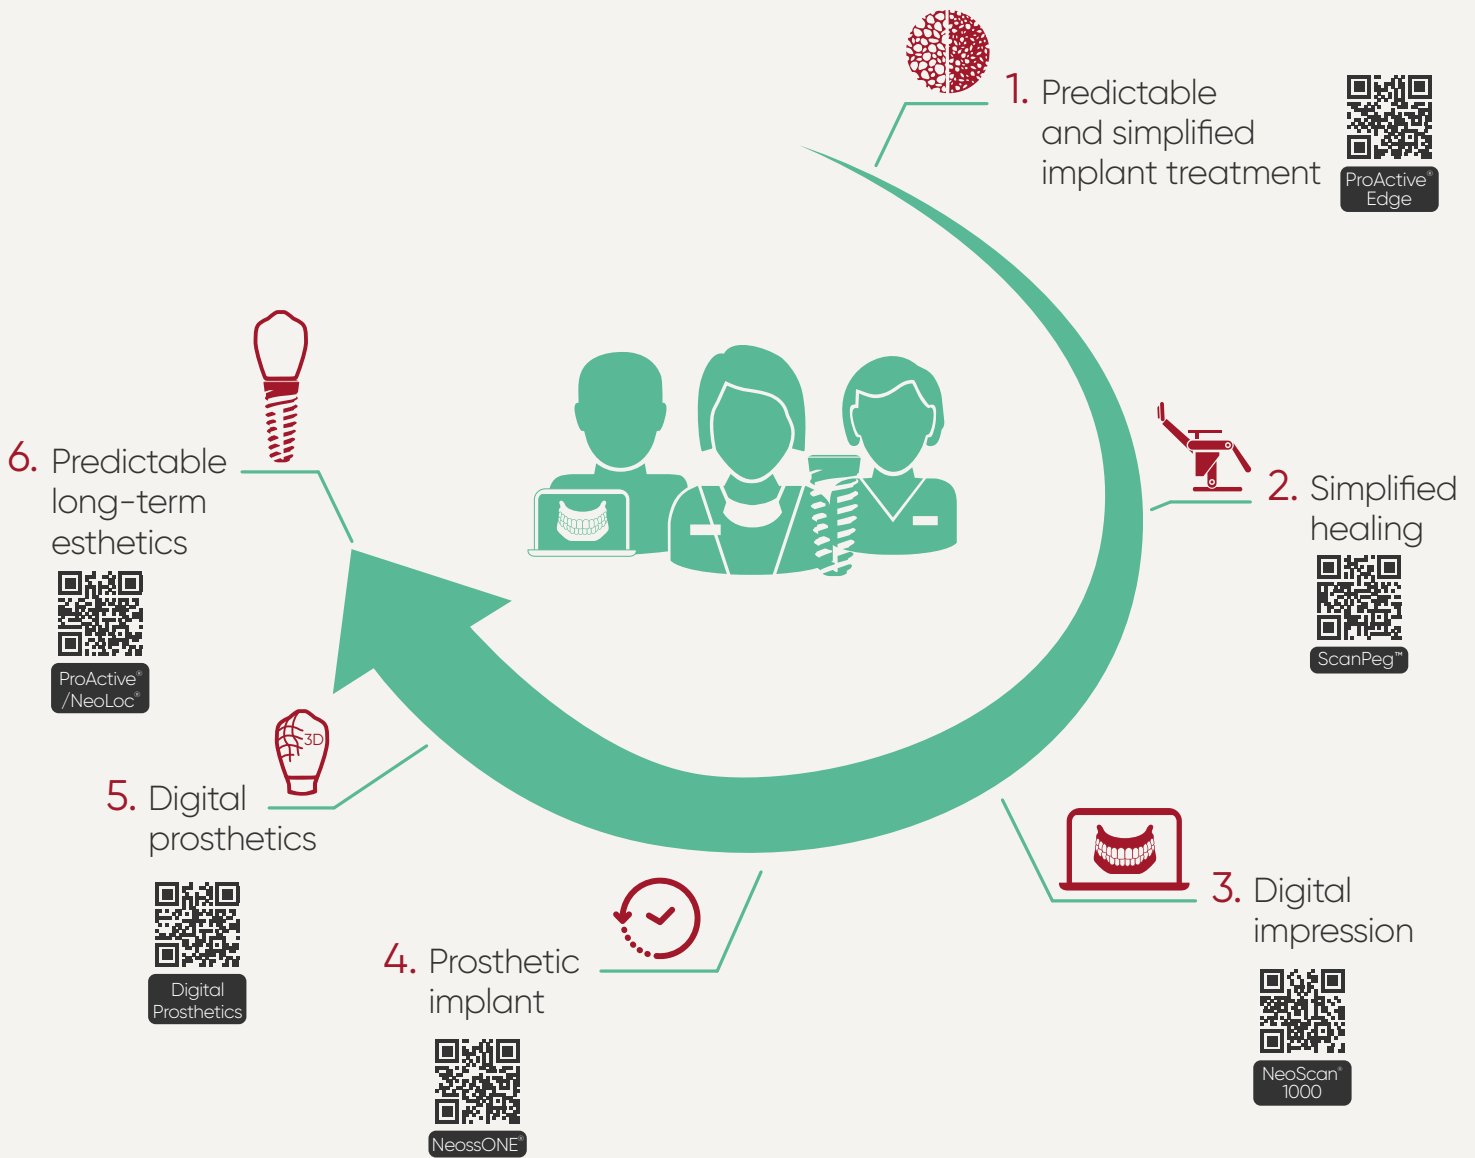 1. Predictable
and simplified
implant treatment
ProActive®
Edge
2. Simplified
healing
ScanPeg™
3. Digital
impression
NeoScan®
1000
4. Prosthetic
implant
NeossONE®
5. Digital
prosthetics
3D
Digital
Prosthetics
6. Predictable
long-term
esthetics
ProActive®
/NeoLoc®